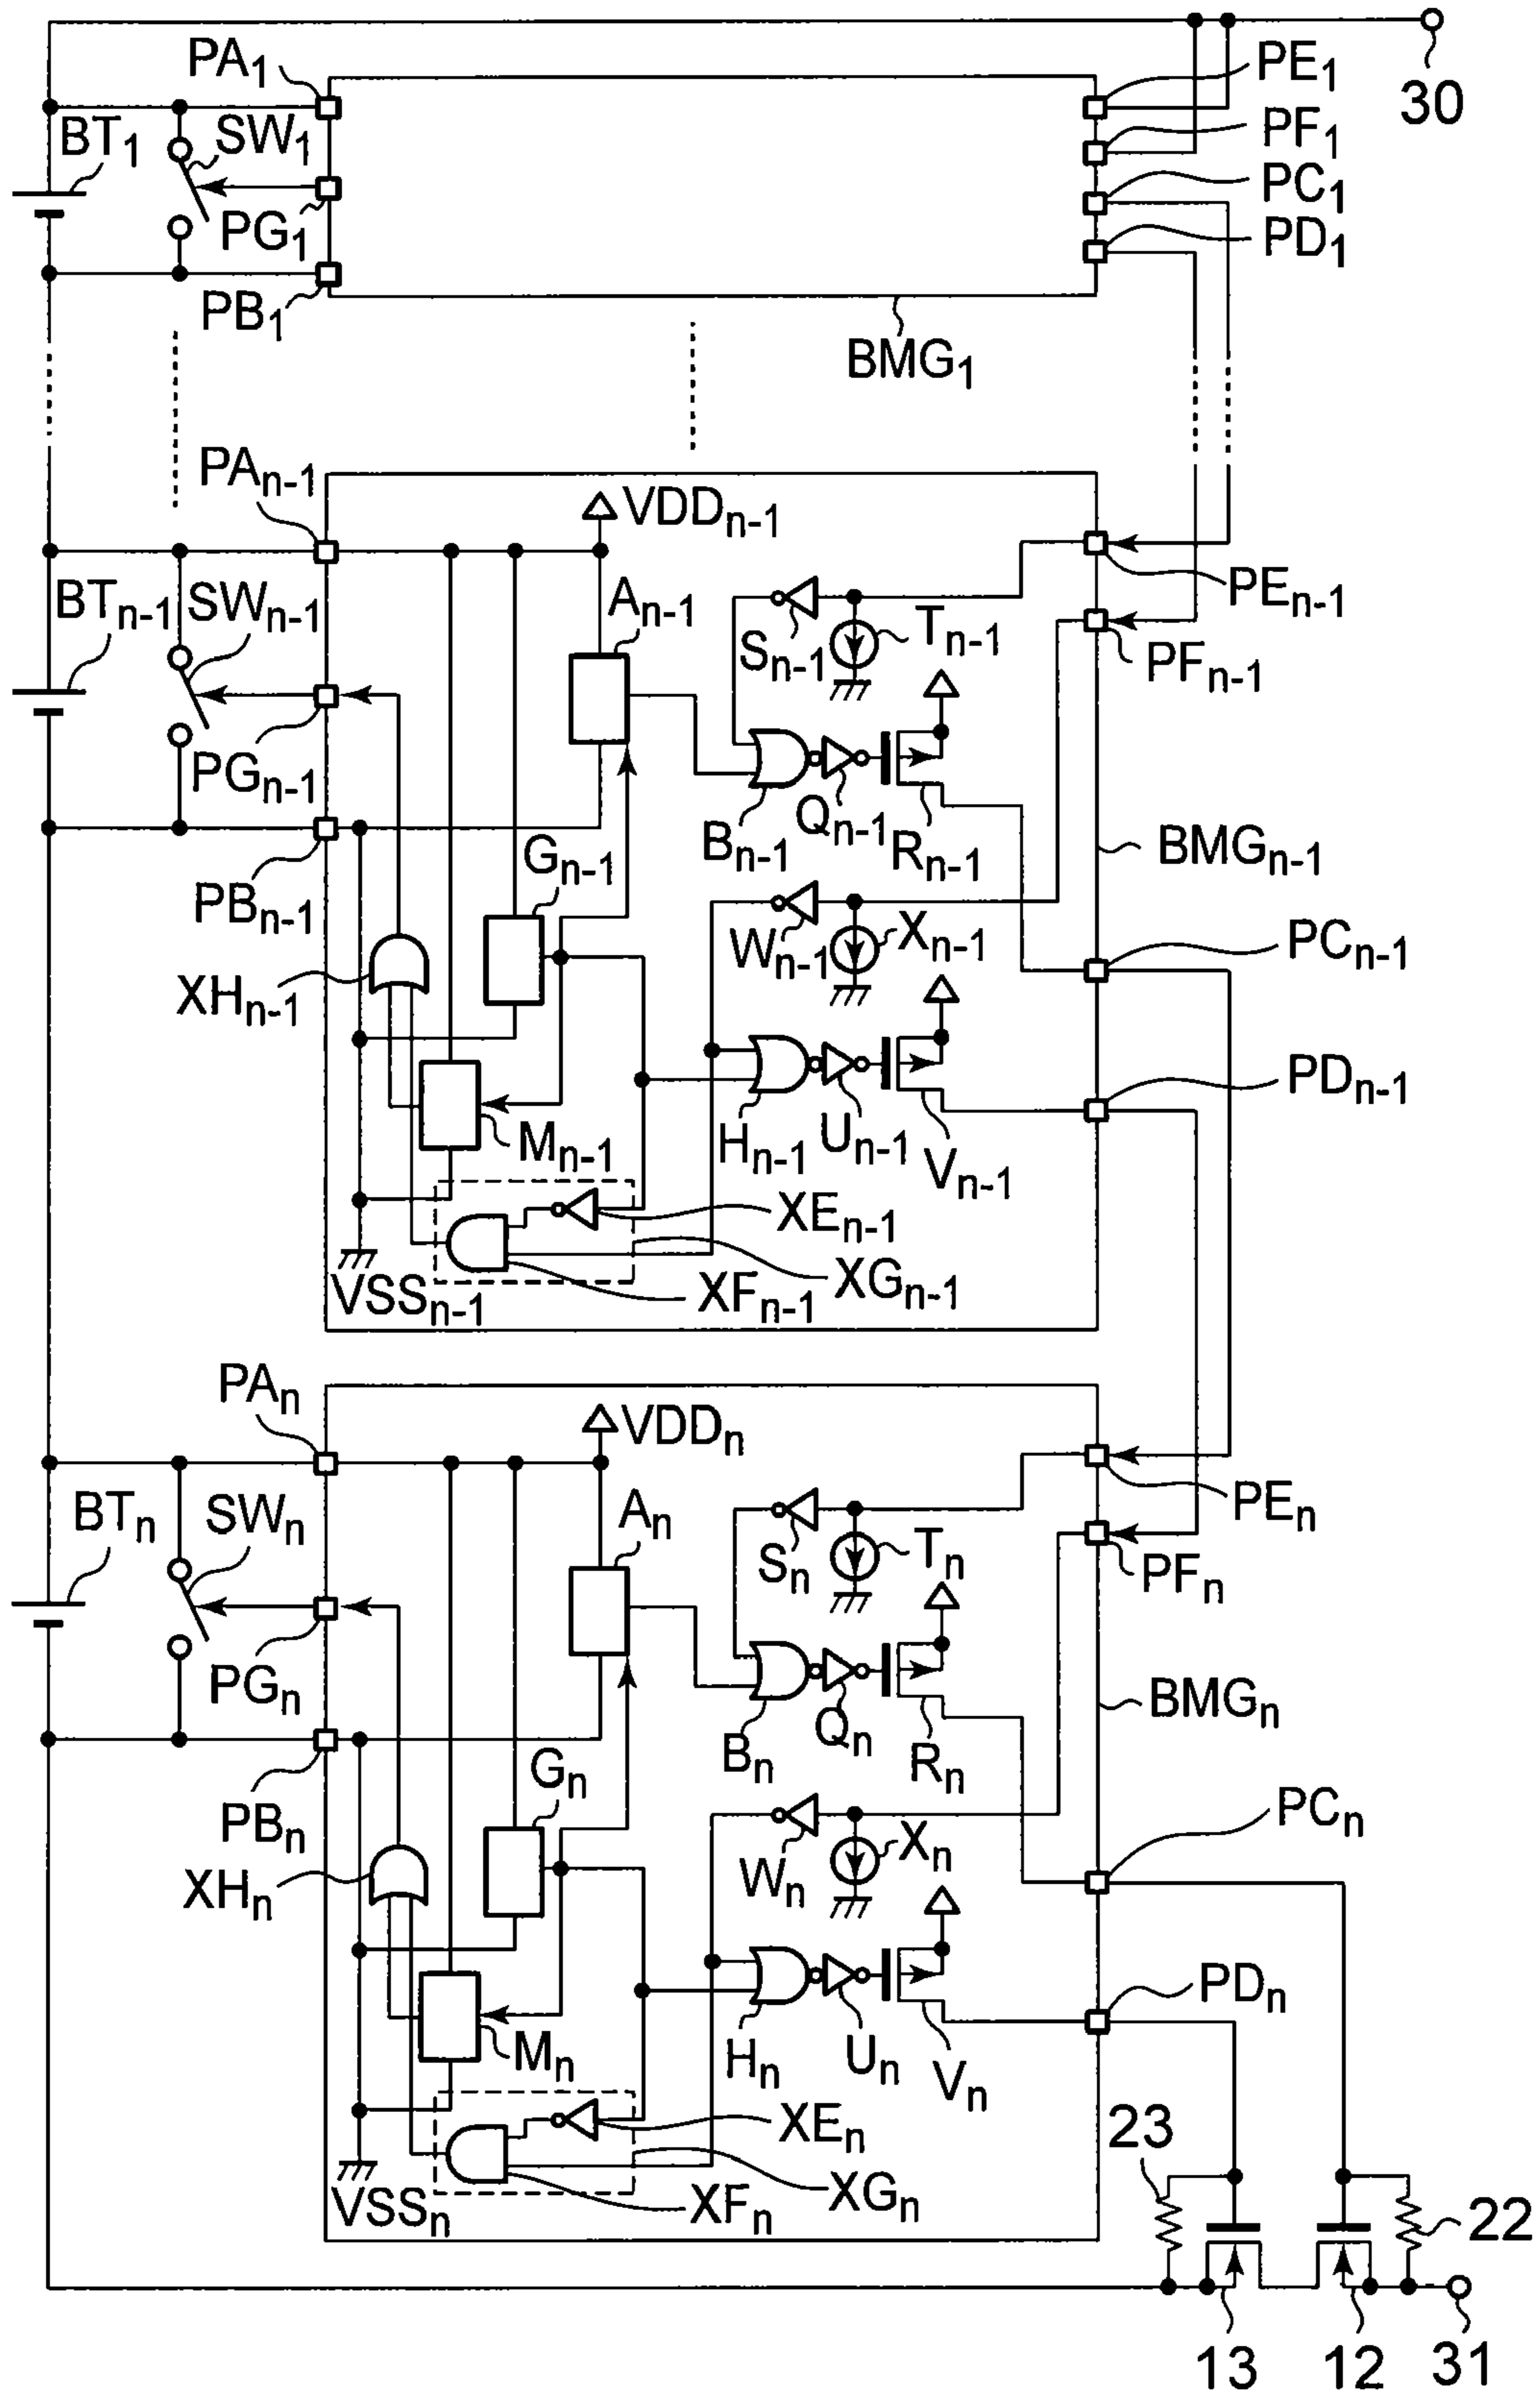 PA1
PE1
30
BT1
SW1
PF1
PC1
PG1
PD1
PB1
BMG1
PAn-1
VDDn-1
BTn-1
SWn-1
An-1
Sn-1
Tn-1
PEn-1
PFn-1
PGn-1
Bn-1
Qn-1
Rn-1
BMGn-1
PBn-1
Gn-1
Wn-1
Xn-1
PCn-1
XHn-1
Mn-1
Hn-1
Un-1
Vn-1
PDn-1
XEn-1
VSSn-1
XFn-1
XGn-1
PAn
VDDn
BTn
SWn
An
Sn
Tn
PEn
PFn
PGn
Bn
Qn
Rn
BMGn
PBn
Gn
Wn
Xn
PCn
XHn
Mn
Hn
Un
Vn
PDn
XEn
VSSn
XFn
XGn
23
22
13
12
31